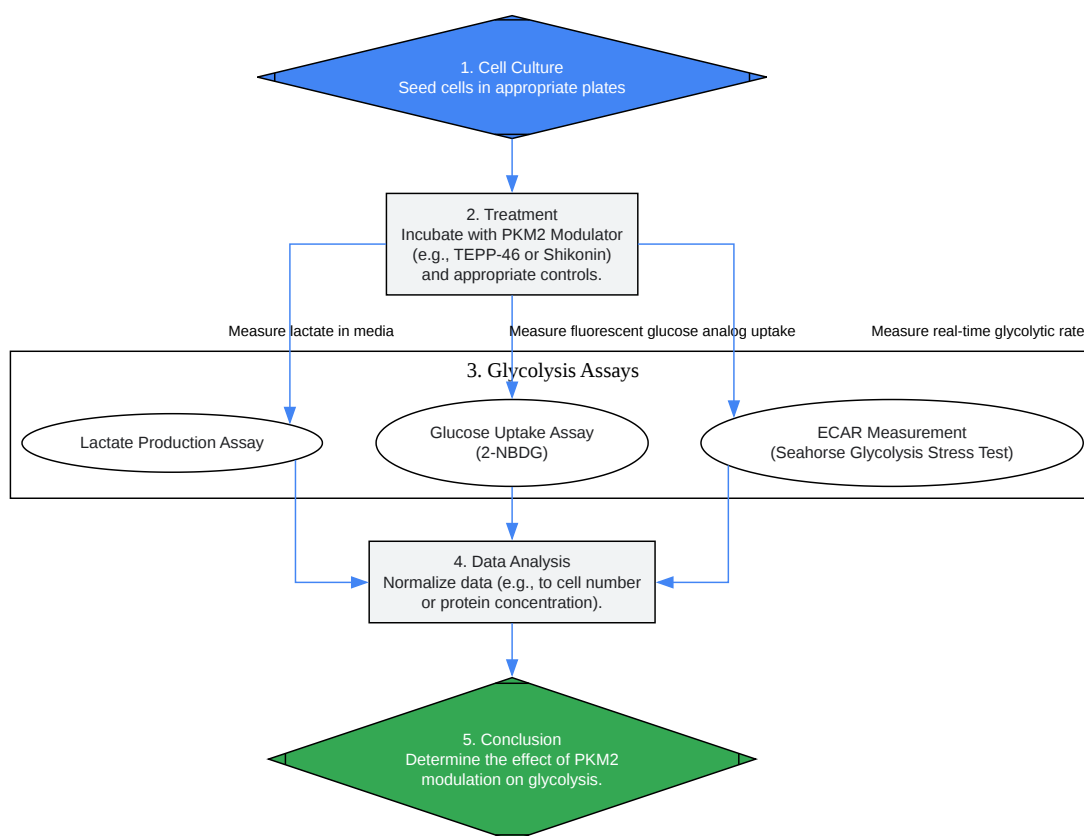 1. Cell Culture
Seed cells in appropriate plates
2. Treatment
Incubate with PKM2 Modulator
(e.g., TEPP-46 or Shikonin)
and appropriate controls.
Measure lactate in media
Measure fluorescent glucose analog uptake
Measure real-time glycolytic rate
3. Glycolysis Assays
Lactate Production Assay
Glucose Uptake Assay
(2-NBDG)
ECAR Measurement
(Seahorse Glycolysis Stress Test)
4. Data Analysis
Normalize data (e.g., to cell number
or protein concentration).
5. Conclusion
Determine the effect of PKM2
modulation on glycolysis.